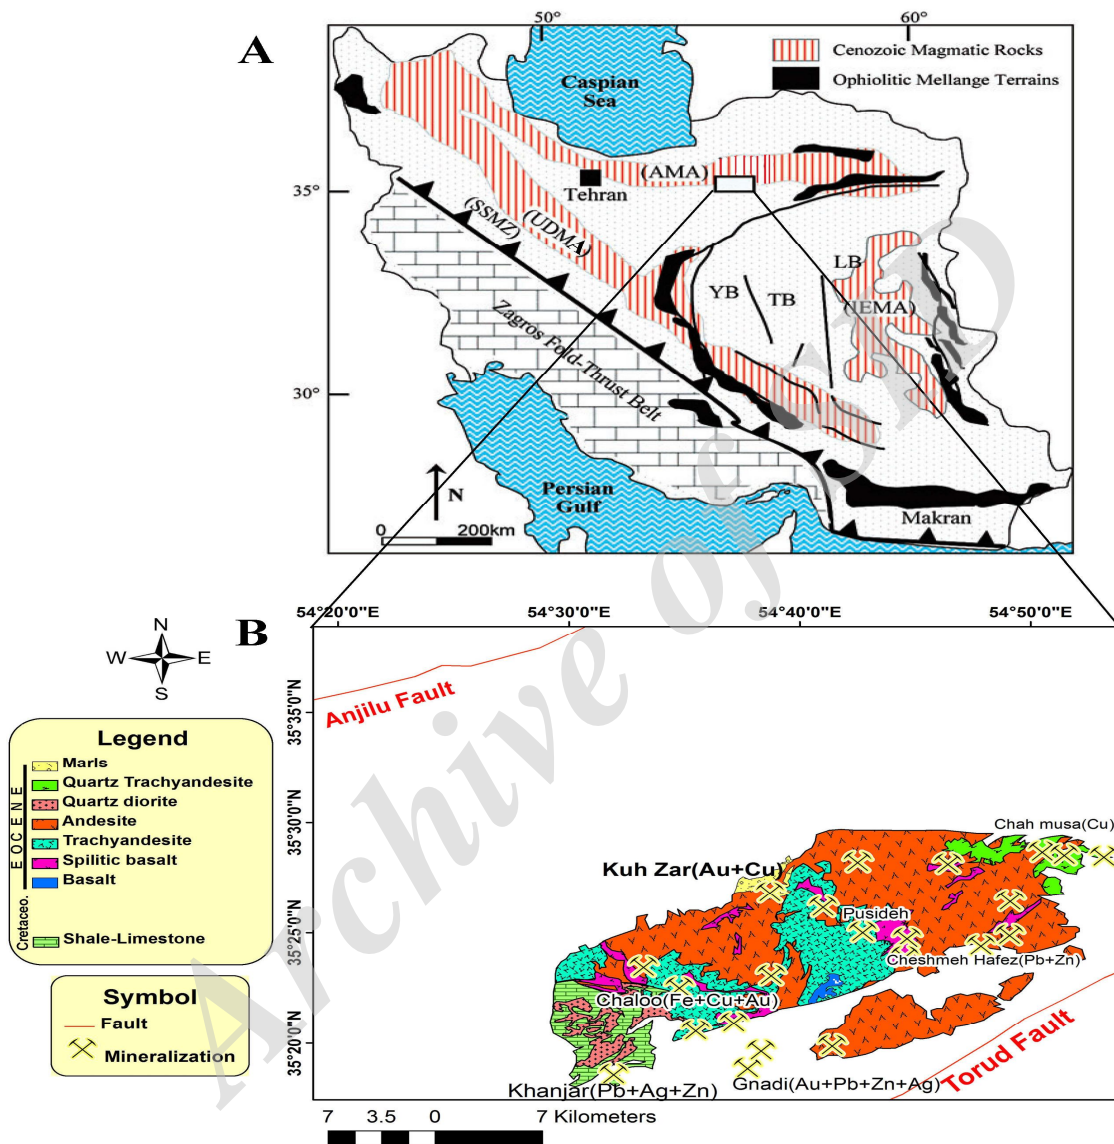 A
50°
60°
Cenozoic Magmatic Rocks
Ophiolitic Mellange Terrains
Caspian
Sea
(AMA)
35°
Tehran
(SSMZ)
(UDMA)
LB
YB
TB
(IEMA)
Zagros Fold-Thrust Belt
30°
N
Persian
Gulf
0
200km
Makran
B
54°20'0"E
54°30'0"E
54°40'0"E
54°50'0"E
N
W
E
S
35°35'0"N
35°30'0"N
35°25'0"N
35°20'0"N
Anjilu Fault
Legend
EOCENE
Marls
Quartz Trachyandesite
Quartz diorite
Andesite
Trachyandesite
Spilitic basalt
Basalt
Cretaceo.
Shale-Limestone
Symbol
Fault
Mineralization
Chah musa(Cu)
Kuh Zar(Au+Cu)
Pusideh
Cheshmeh Hafez(Pb+Zn)
Chaloo(Fe+Cu+Au)
Khanjar(Pb+Ag+Zn)
Gnadi(Au+Pb+Zn+Ag)
Torud Fault
7
3.5
0
7 Kilometers
Archive of SID